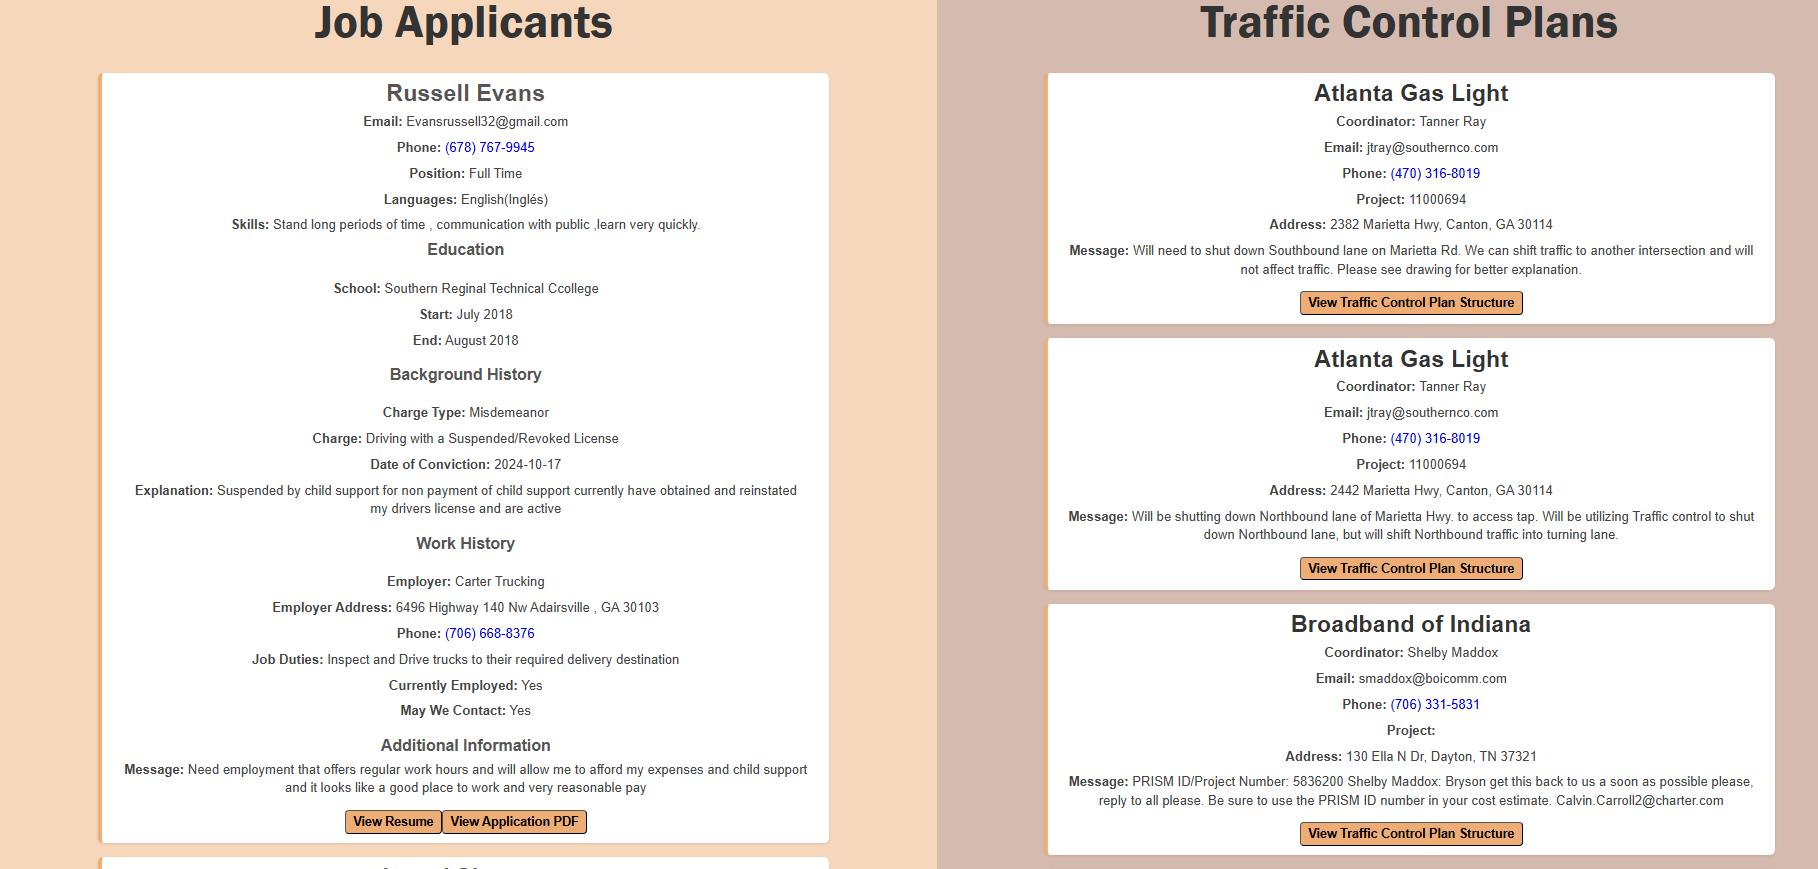 Job Applicants
Russell Evans
Email: Evansrussell32@gmail.com
Phone: (678) 767-9945
Position: Full Time
Languages: English(Inglés)
Skills: Stand long periods of time , communication with public ,learn very quickly.
Education
School: Southern Reginal Technical Ccollege
Start: July 2018
End: August 2018
Background History
Charge Type: Misdemeanor
Charge: Driving with a Suspended/Revoked License
Date of Conviction: 2024-10-17
Explanation: Suspended by child support for non payment of child support currently have obtained and reinstated
my drivers license and are active
Work History
Employer: Carter Trucking
Employer Address: 6496 Highway 140 Nw Adairsville , GA 30103
Phone: (706) 668-8376
Job Duties: Inspect and Drive trucks to their required delivery destination
Currently Employed: Yes
May We Contact: Yes
Additional Information
Message: Need employment that offers regular work hours and will allow me to afford my expenses and child support
and it looks like a good place to work and very reasonable pay
View Resume View Application PDF
Traffic Control Plans
Atlanta Gas Light
Coordinator: Tanner Ray
Email: jtray@southernco.com
Phone: (470) 316-8019
Project: 11000694
Address: 2382 Marietta Hwy, Canton, GA 30114
Message: Will need to shut down Southbound lane on Marietta Rd. We can shift traffic to another intersection and will
not affect traffic. Please see drawing for better explanation.
View Traffic Control Plan Structure
Atlanta Gas Light
Coordinator: Tanner Ray
Email: jtray@southernco.com
Phone: (470) 316-8019
Project: 11000694
Address: 2442 Marietta Hwy, Canton, GA 30114
Message: Will be shutting down Northbound lane of Marietta Hwy. to access tap. Will be utilizing Traffic control to shut
down Northbound lane, but will shift Northbound traffic into turning lane.
View Traffic Control Plan Structure
Broadband of Indiana
Coordinator: Shelby Maddox
Email: smaddox@boicomm.com
Phone: (706) 331-5831
Project:
Address: 130 Ella N Dr, Dayton, TN 37321
Message: PRISM ID/Project Number: 5836200 Shelby Maddox: Bryson get this back to us a soon as possible please,
reply to all please. Be sure to use the PRISM ID number in your cost estimate. Calvin.Carroll2@charter.com
View Traffic Control Plan Structure